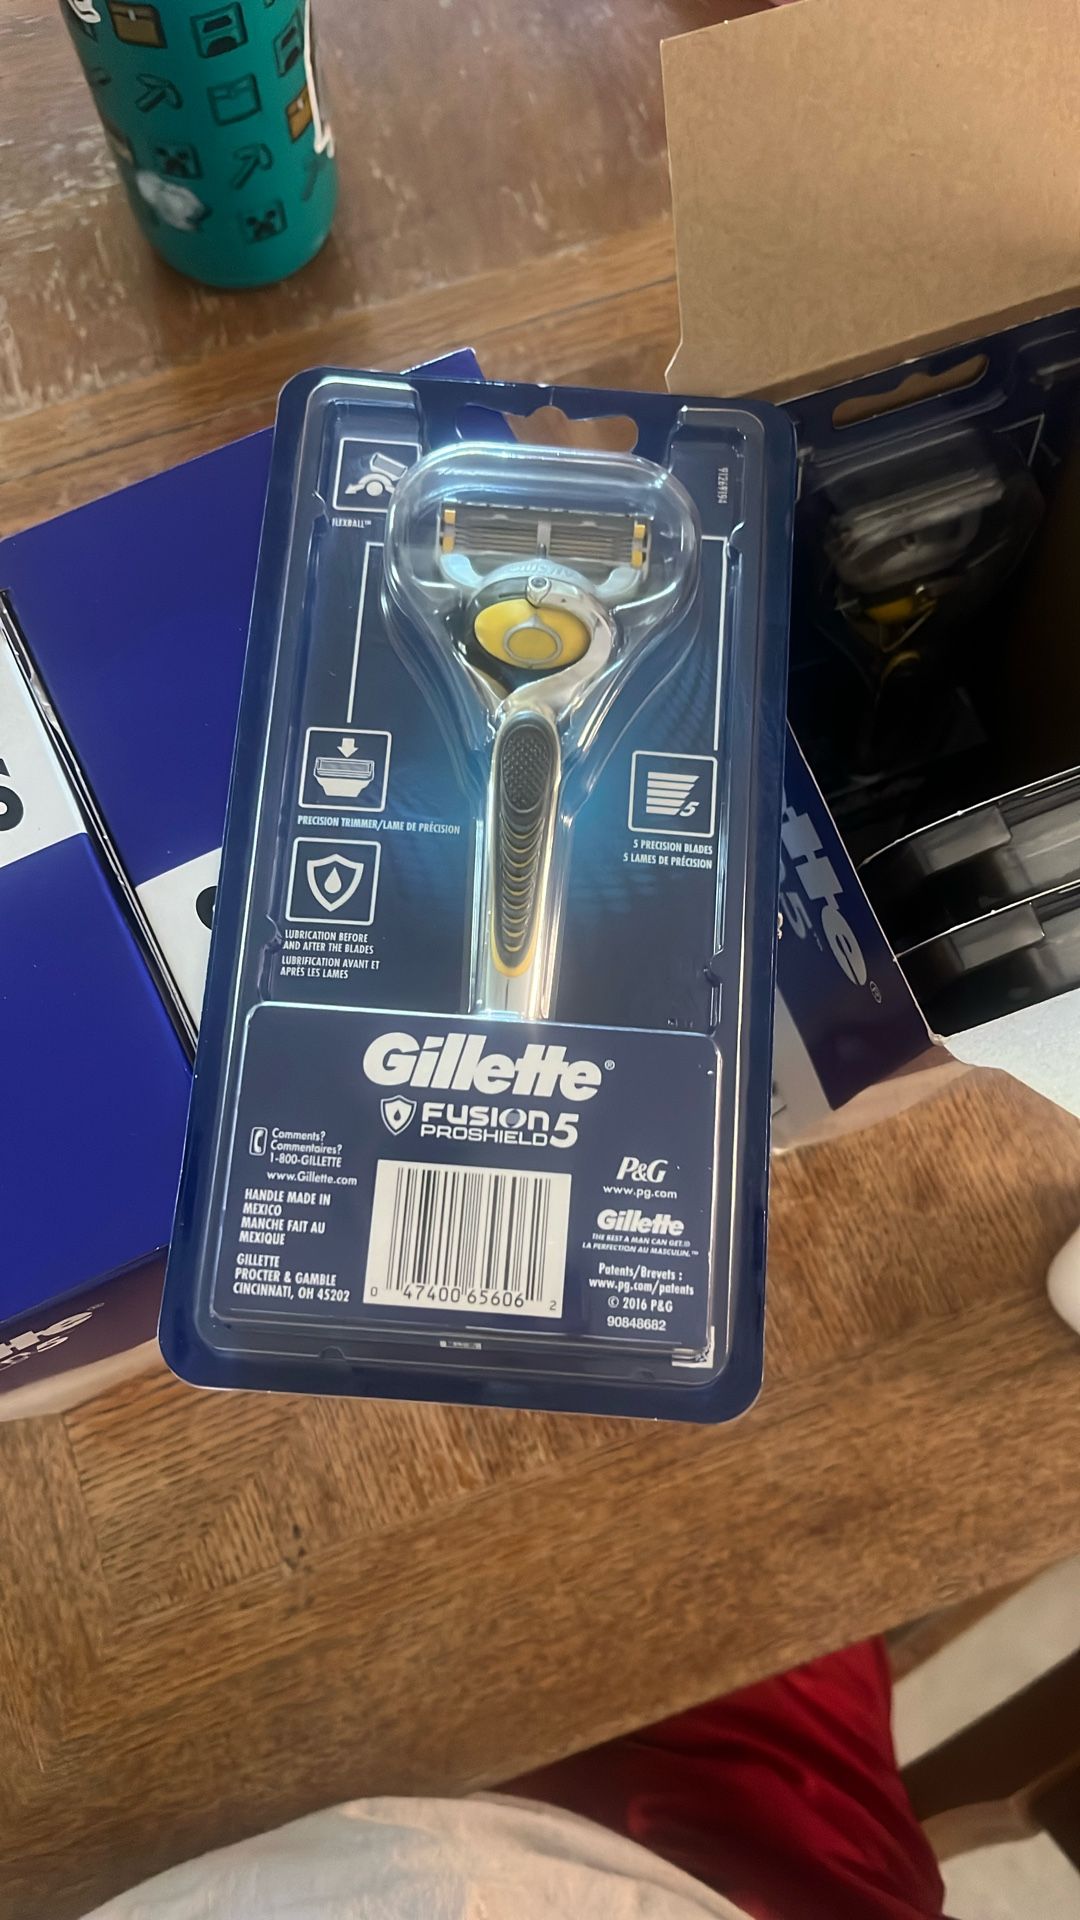 FLEXBALL™
91269194
PRECISION TRIMMER/LAME DE PRÉCISION
5
5 PRECISION BLADES
5 LAMES DE PRÉCISION
LUBRICATION BEFORE
AND AFTER THE BLADES
LUBRIFICATION AVANT ET
APRÈS LES LAMES
Gillette®
FUSION5
PROSHIELD
Comments?
Commentaires?
1-800-GILLETTE
www.Gillette.com
HANDLE MADE IN
MEXICO
MANCHE FAIT AU
MEXIQUE
GILLETTE
PROCTER & GAMBLE
CINCINNATI, OH 45202
0 47400 65606 2
P&G
www.pg.com
Gillette
THE BEST A MAN CAN GET.®
LA PERFECTION AU MASCULIN.™
Patents/Brevets :
www.pg.com/patents
© 2016 P&G
90848682